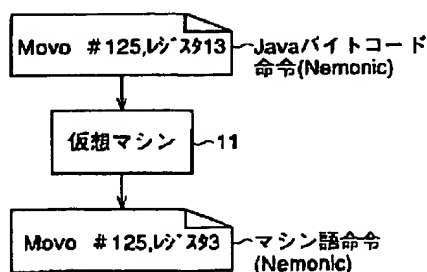 Movo #125,レジスタ13
Javaバイトコード
命令(Nemonic)
仮想マシン
11
Movo #125,レジスタ3
マシン語命令
(Nemonic)